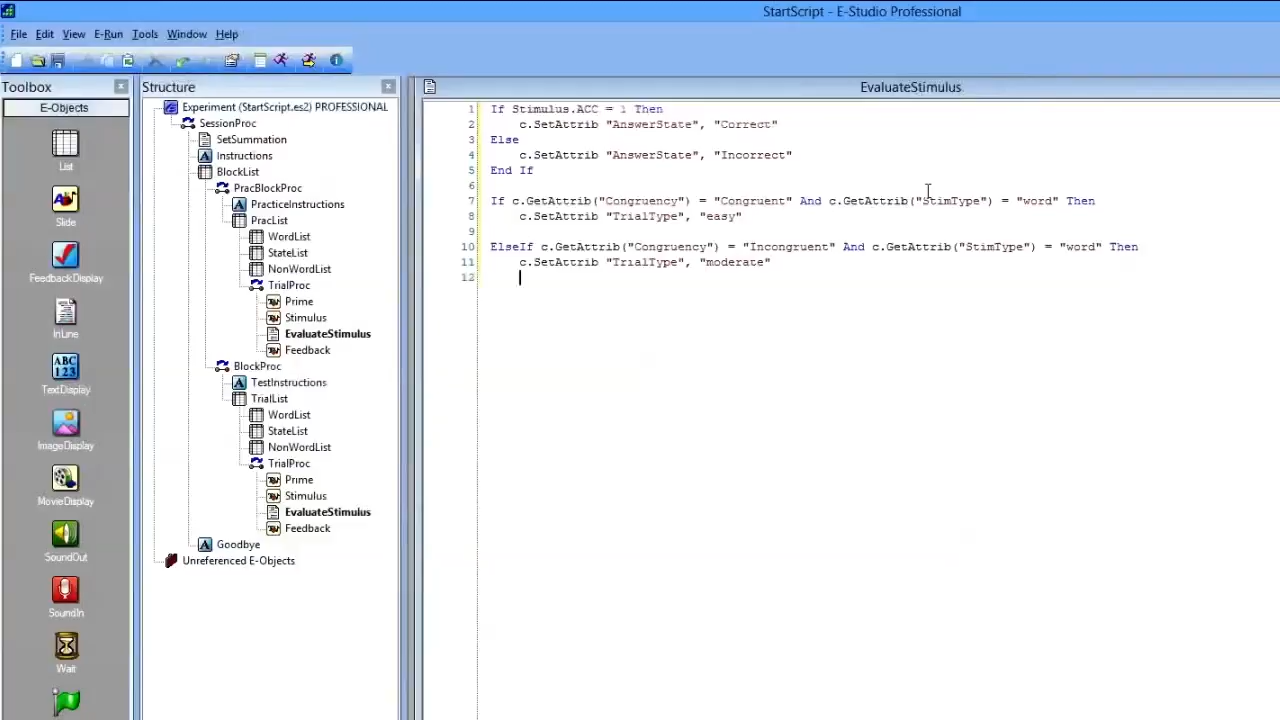 StartScript - E-Studio Professional
File Edit View E-Run Tools Window Help
Toolbox
E-Objects
List
Slide
FeedbackDisplay
InLine
ABC
123
TextDisplay
ImageDisplay
MovieDisplay
SoundOut
SoundIn
Wait
Structure
Experiment (StartScript.es2) PROFESSIONAL
SessionProc
SetSummation
Instructions
BlockList
PracBlockProc
PracticeInstructions
PracList
WordList
StateList
NonWordList
TrialProc
Prime
Stimulus
EvaluateStimulus
Feedback
BlockProc
TestInstructions
TrialList
WordList
StateList
NonWordList
TrialProc
Prime
Stimulus
EvaluateStimulus
Feedback
Goodbye
Unreferenced E-Objects
EvaluateStimulus
1 If Stimulus.ACC = 1 Then
2 c.SetAttrib "AnswerState", "Correct"
3 Else
4 c.SetAttrib "AnswerState", "Incorrect"
5 End If
6
7 If c.GetAttrib("Congruency") = "Congruent" And c.GetAttrib("StimType") = "word" Then
8 c.SetAttrib "TrialType", "easy"
9
10 ElseIf c.GetAttrib("Congruency") = "Incongruent" And c.GetAttrib("StimType") = "word" Then
11 c.SetAttrib "TrialType", "moderate"
12